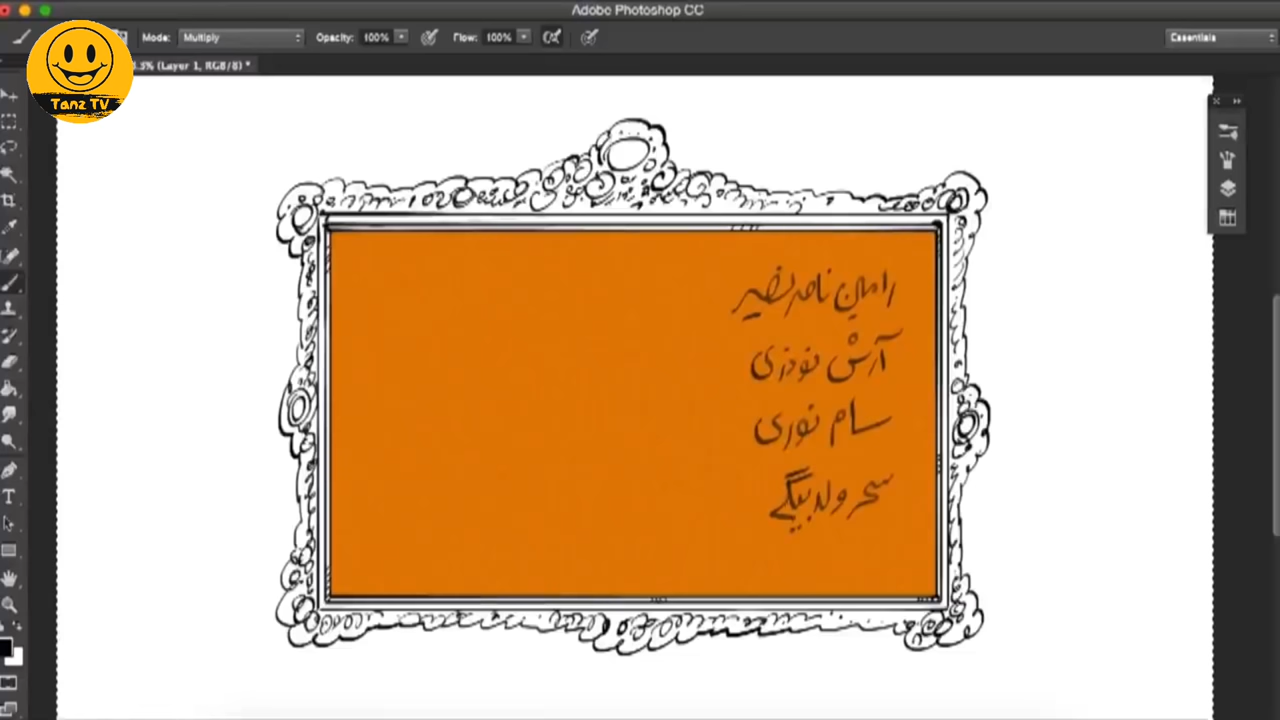 Adobe Photoshop CC
Mode: Multiply Opacity: 100% Flow: 100% Essentials
3% (Layer 1, RGB/8) *
Tanz TV
رامین ناصرنصیر
آرش نوذری
سام نوری
سحر ولدبیگی